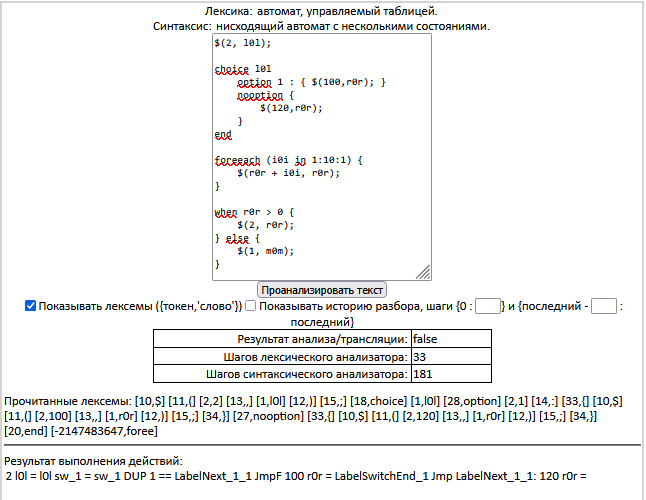 Лексика: автомат, управляемый таблицей.
Синтаксис: нисходящий автомат с несколькими состояниями.
$(2, l0l);
choice l0l
option 1 : { $(100,r0r); }
nooption {
$(120,r0r);
}
end
foreeach (i0i in 1:10:1) {
$(r0r + i0i, r0r);
}
when r0r > 0 {
$(2, r0r);
} else {
$(1, m0m);
}
Проанализировать текст
Показывать лексемы ({токен,'слово'}) Показывать историю разбора, шаги {0 : } и {последний - :
последний}
Результат анализа/трансляции: false
Шагов лексического анализатора: 33
Шагов синтаксического анализатора: 181
Прочитанные лексемы: [10,$] [11,(] [2,2] [13,,] [1,l0l] [12,)] [15,;] [18,choice] [1,l0l] [28,option] [2,1] [14,:] [33,{] [10,$]
[11,(] [2,100] [13,,] [1,r0r] [12,)] [15,;] [34,}] [27,nooption] [33,{] [10,$] [11,(] [2,120] [13,,] [1,r0r] [12,)] [15,;] [34,}]
[20,end] [-2147483647,foree]
Результат выполнения действий:
2 l0l = l0l sw_1 = sw_1 DUP 1 == LabelNext_1_1 JmpF 100 r0r = LabelSwitchEnd_1 Jmp LabelNext_1_1: 120 r0r =